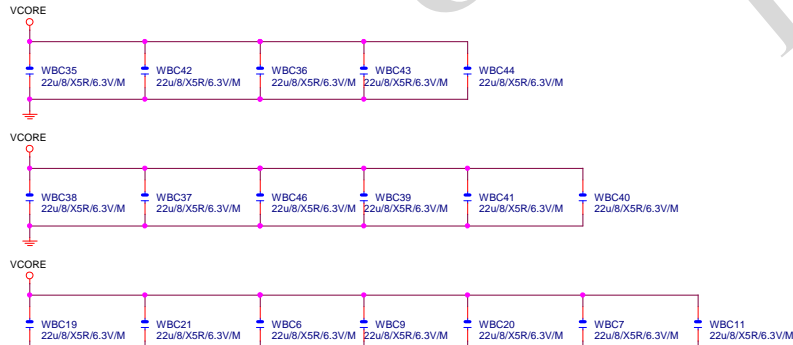 VCORE
WBC35 WBC42 WBC36 WBC43 WBC44
22u/8/X5R/6.3V/M 22u/8/X5R/6.3V/M 22u/8/X5R/6.3V/M 22u/8/X5R/6.3V/M 22u/8/X5R/6.3V/M
VCORE
WBC38 WBC37 WBC46 WBC39 WBC41 WBC40
22u/8/X5R/6.3V/M 22u/8/X5R/6.3V/M 22u/8/X5R/6.3V/M 22u/8/X5R/6.3V/M 22u/8/X5R/6.3V/M 22u/8/X5R/6.3V/M
VCORE
WBC19 WBC21 WBC6 WBC9 WBC20 WBC7 WBC11
22u/8/X5R/6.3V/M 22u/8/X5R/6.3V/M 22u/8/X5R/6.3V/M 22u/8/X5R/6.3V/M 22u/8/X5R/6.3V/M 22u/8/X5R/6.3V/M 22u/8/X5R/6.3V/M